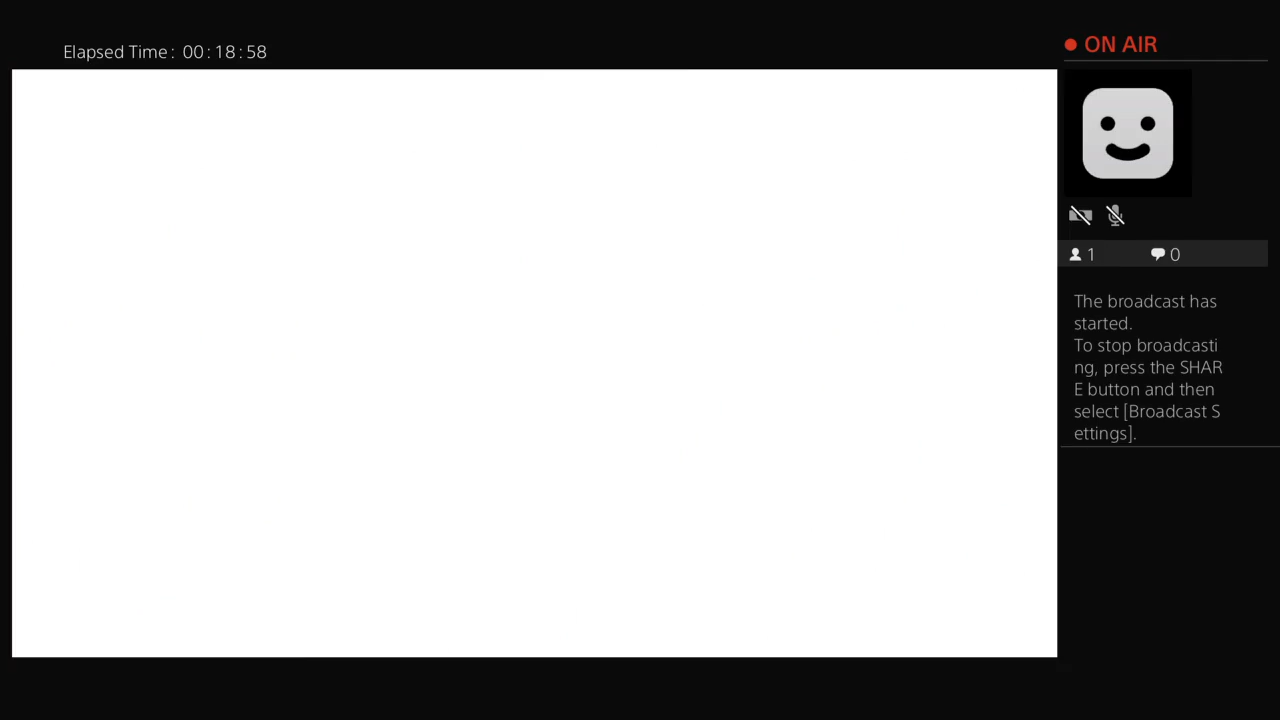 Elapsed Time: 00:18:58
ON AIR
1 0
The broadcast has
started.
To stop broadcasti
ng, press the SHAR
E button and then
select [Broadcast S
ettings].